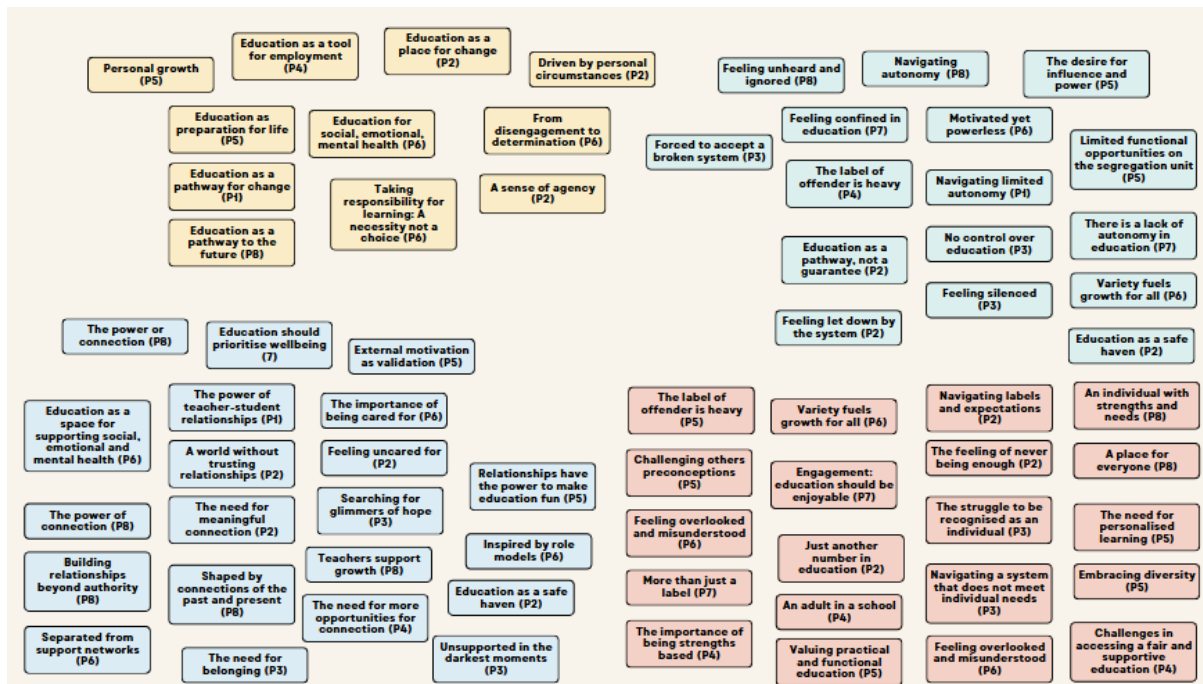 Personal growth
(P5)
Education as a tool
for employment
(P4)
Education as a
place for change
(P2)
Driven by personal
circumstances (P2)
Education as
preparation for life
(P5)
Education for
social, emotional,
mental health
(P6)
From
disengagement to
determination (P6)
Education as a
pathway for change
(P1)
Taking
responsibility for
learning: A
necessity not a
choice (P6)
A sense of agency
(P2)
Education as a
pathway to the
future (P8)
Feeling unheard and
ignored (P8)
Navigating
autonomy (P8)
The desire for
influence and
power (P5)
Feeling confined in
education (P7)
Motivated yet
powerless (P6)
Forced to accept a
broken system (P3)
Limited functional
opportunities on
the segregation unit
(P5)
The label of
offender is heavy
(P4)
Navigating limited
autonomy (P1)
Education as a
pathway, not a
guarantee (P2)
No control over
education (P3)
There is a lack of
autonomy in
education (P7)
Feeling silenced
(P3)
Variety fuels
growth for all (P6)
Feeling let down by
the system (P2)
Education as a safe
haven (P2)
The power or
connection (P8)
Education should
prioritise wellbeing
(7)
External motivation
as validation (P5)
Education as a
space for
supporting social,
emotional and
mental health (P6)
The power of
teacher-student
relationships (P1)
The importance of
being cared for (P6)
A world without
trusting
relationships (P2)
Feeling uncared for
(P2)
Relationships have
the power to make
education fun (P5)
The power of
connection (P8)
The need for
meaningful
connection (P2)
Searching for
glimmers of hope
(P3)
Inspired by role
models (P6)
Building
relationships
beyond authority
(P8)
Shaped by
connections of the
past and present
(P8)
Teachers support
growth (P8)
Education as a safe
haven (P2)
The need for more
opportunities for
connection (P4)
Separated from
support networks
(P6)
The need for
belonging (P3)
Unsupported in the
darkest moments
(P3)
The label of
offender is heavy
(P5)
Variety fuels
growth for all (P6)
Navigating labels
and expectations
(P2)
An individual with
strengths and needs
(P8)
Challenging others
preconceptions
(P5)
Engagement:
education should be
enjoyable (P7)
The feeling of never
being enough (P2)
A place for
everyone (P8)
Feeling overlooked
and misunderstood
(P6)
Just another
number in
education (P2)
The struggle to be
recognised as an
individual (P3)
The need for
personalised
learning (P5)
More than just a
label (P7)
An adult in a school
(P4)
Navigating a system
that does not meet
individual needs
(P3)
Embracing diversity
(P5)
The importance of
being strengths
based (P4)
Valuing practical
and functional
education (P5)
Feeling overlooked
and misunderstood
(P6)
Challenges in
accessing a fair and
supportive
education (P4)